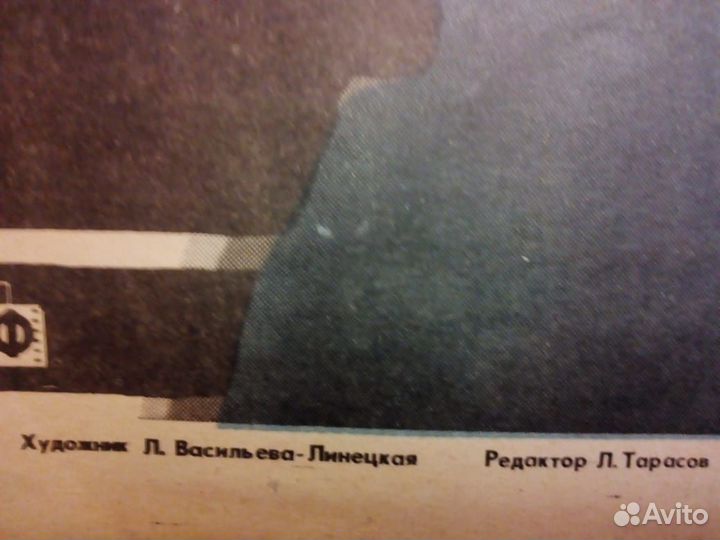 Ф
Художник Л. Васильева-Линецкая
Редактор Л. Тарасов
Avito